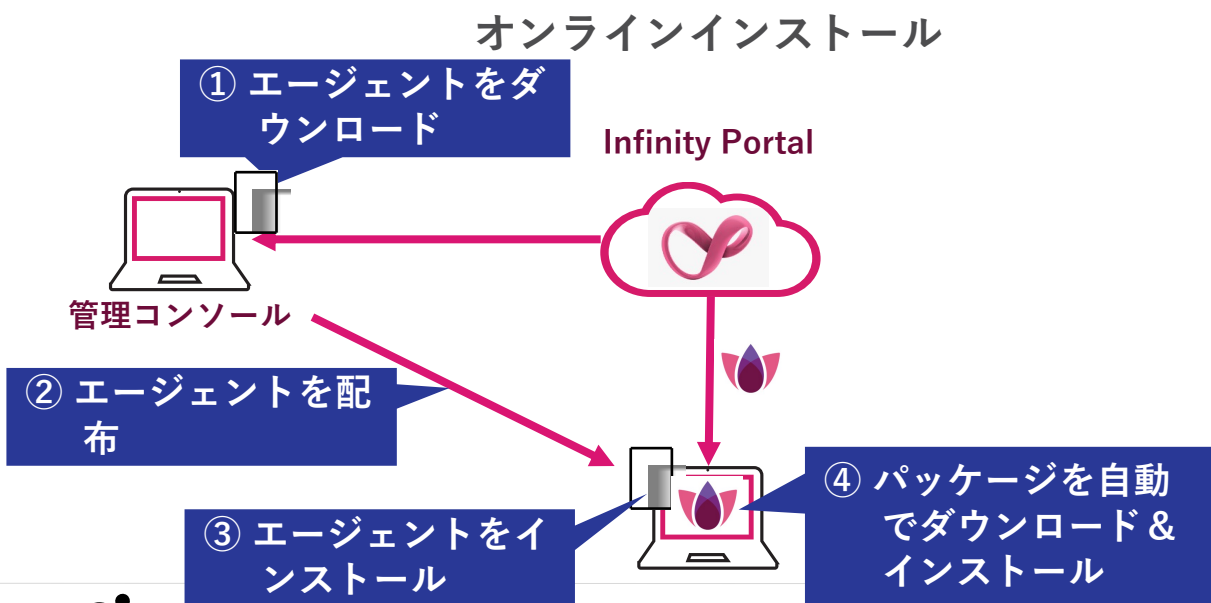 オンラインインストール
① エージェントをダ
ウンロード
Infinity Portal
管理コンソール
② エージェントを配
布
③ エージェントをイ
ンストール
④ パッケージを自動
でダウンロード＆
インストール